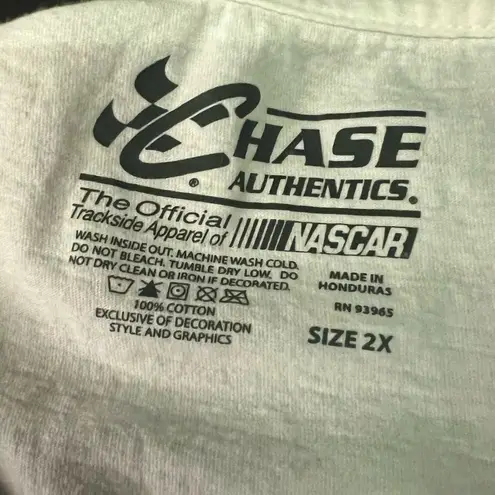 CHASE
AUTHENTICS®
The Official
Trackside Apparel of NASCAR
WASH INSIDE OUT. MACHINE WASH COLD.
DO NOT BLEACH. TUMBLE DRY LOW. DO
NOT DRY CLEAN OR IRON IF DECORATED.
100% COTTON
EXCLUSIVE OF DECORATION
STYLE AND GRAPHICS
MADE IN
HONDURAS
RN 93965
SIZE 2X